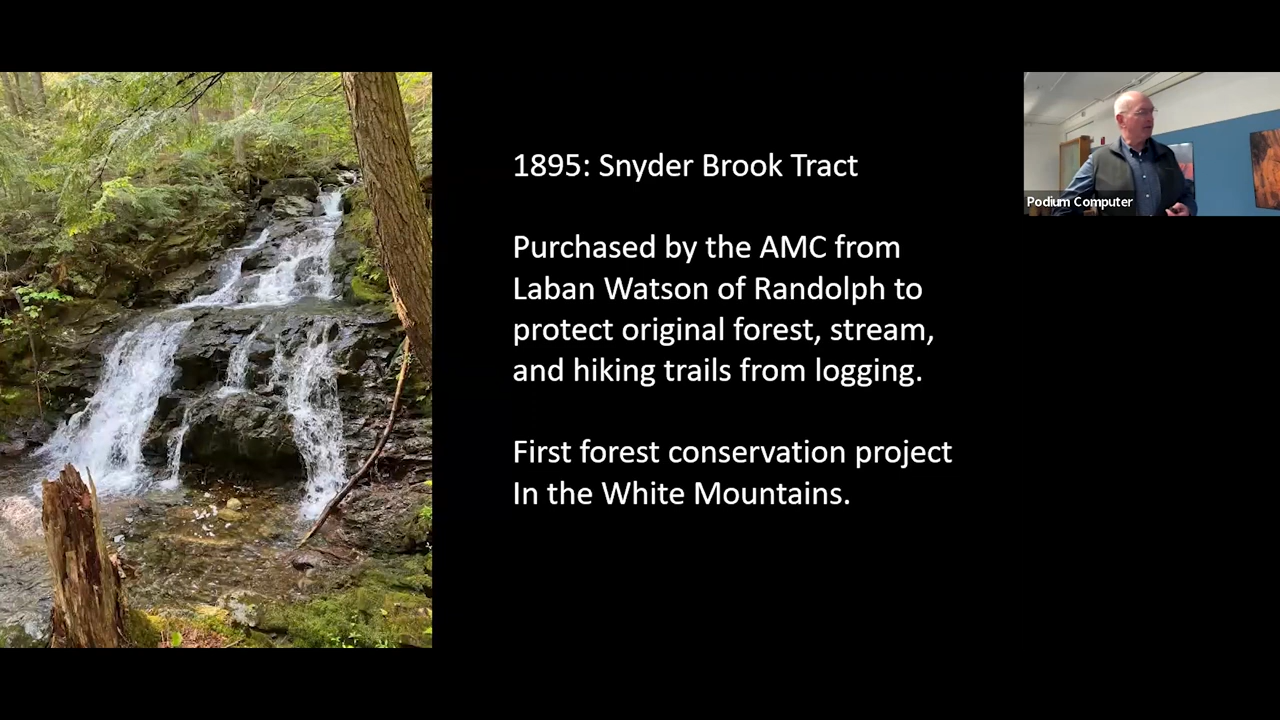 1895: Snyder Brook Tract
Purchased by the AMC from
Laban Watson of Randolph to
protect original forest, stream,
and hiking trails from logging.
First forest conservation project
In the White Mountains.
Podium Computer